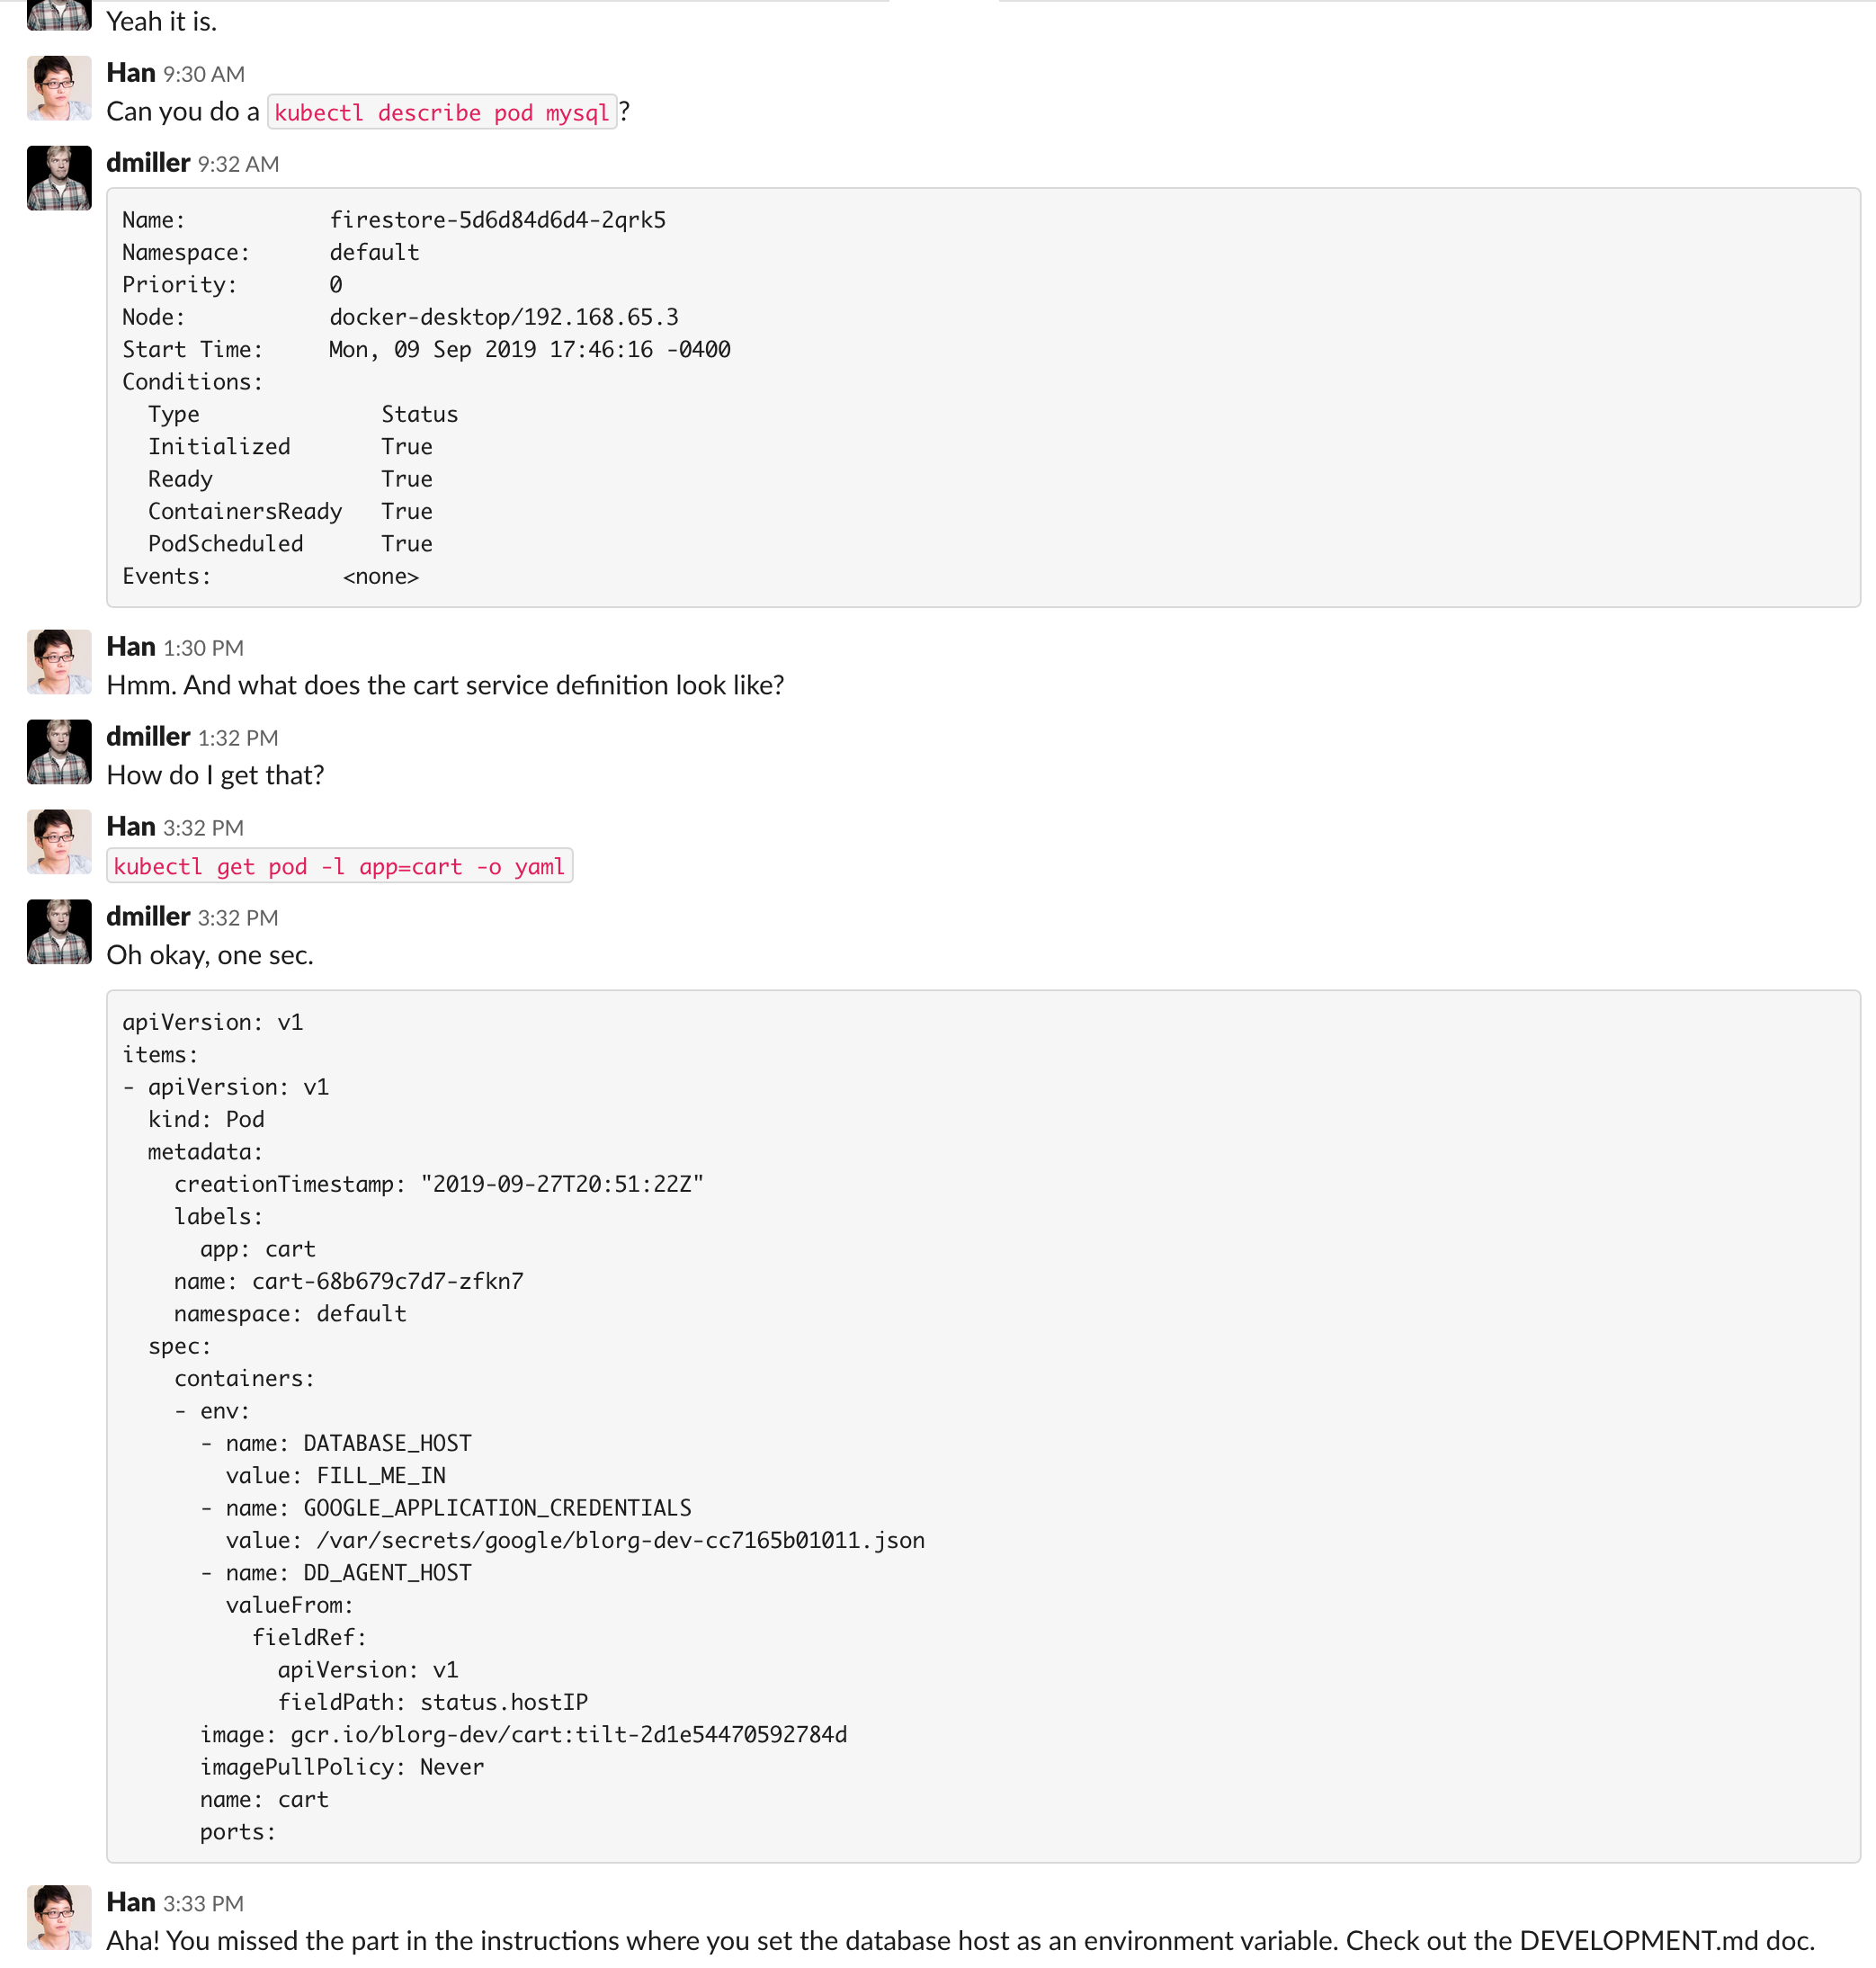 Yeah it is.
Han 9:30 AM
Can you do a kubectl describe pod mysql?
dmiller 9:32 AM
Name:           firestore-5d6d84d6d4-2qrk5
Namespace:      default
Priority:       0
Node:           docker-desktop/192.168.65.3
Start Time:     Mon, 09 Sep 2019 17:46:16 -0400
Conditions:
  Type              Status
  Initialized       True
  Ready             True
  ContainersReady   True
  PodScheduled      True
Events:          <none>
Han 1:30 PM
Hmm. And what does the cart service definition look like?
dmiller 1:32 PM
How do I get that?
Han 3:32 PM
kubectl get pod -l app=cart -o yaml
dmiller 3:32 PM
Oh okay, one sec.
apiVersion: v1
items:
- apiVersion: v1
  kind: Pod
  metadata:
    creationTimestamp: "2019-09-27T20:51:22Z"
    labels:
      app: cart
    name: cart-68b679c7d7-zfkn7
    namespace: default
  spec:
    containers:
    - env:
      - name: DATABASE_HOST
        value: FILL_ME_IN
      - name: GOOGLE_APPLICATION_CREDENTIALS
        value: /var/secrets/google/blorg-dev-cc7165b01011.json
      - name: DD_AGENT_HOST
        valueFrom:
          fieldRef:
            apiVersion: v1
            fieldPath: status.hostIP
      image: gcr.io/blorg-dev/cart:tilt-2d1e54470592784d
      imagePullPolicy: Never
      name: cart
      ports:
Han 3:33 PM
Aha! You missed the part in the instructions where you set the database host as an environment variable. Check out the DEVELOPMENT.md doc.